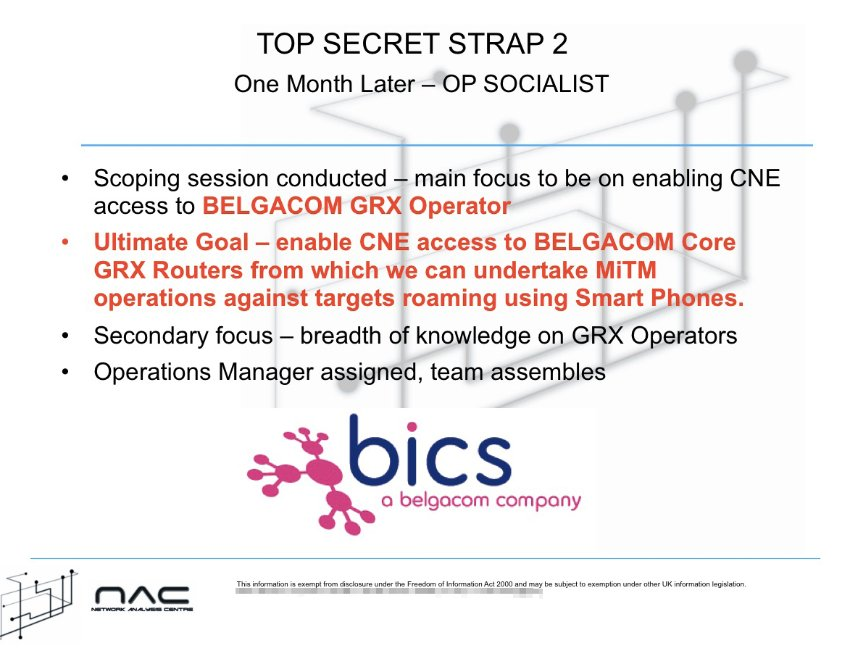 TOP SECRET STRAP 2
One Month Later – OP SOCIALIST
• Scoping session conducted – main focus to be on enabling CNE
access to BELGACOM GRX Operator
• Ultimate Goal – enable CNE access to BELGACOM Core
GRX Routers from which we can undertake MiTM
operations against targets roaming using Smart Phones.
• Secondary focus – breadth of knowledge on GRX Operators
• Operations Manager assigned, team assembles
bics
a belgacom company
NAC
NETWORK ANALYSIS CENTRE
This information is exempt from disclosure under the Freedom of Information Act 2000 and may be subject to exemption under other UK information legislation.